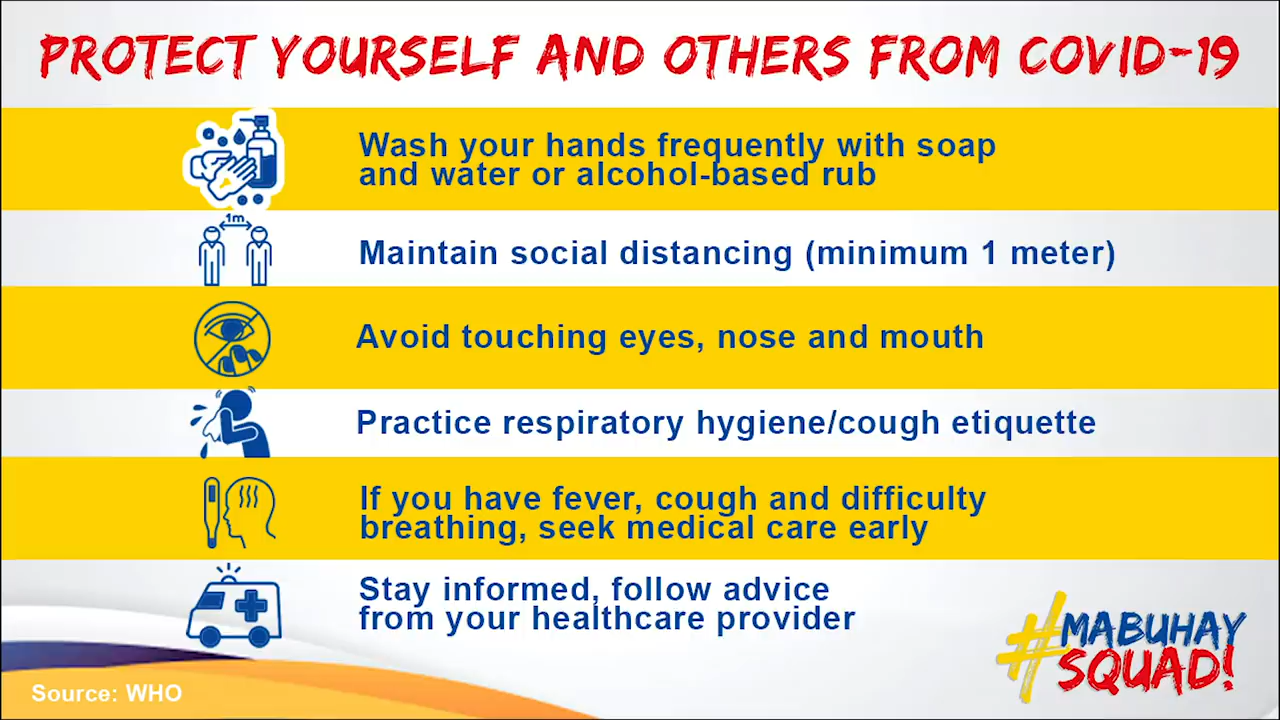 PROTECT YOURSELF AND OTHERS FROM COVID-19
Wash your hands frequently with soap
and water or alcohol-based rub
1m
Maintain social distancing (minimum 1 meter)
Avoid touching eyes, nose and mouth
Practice respiratory hygiene/cough etiquette
If you have fever, cough and difficulty
breathing, seek medical care early
Stay informed, follow advice
from your healthcare provider
#MABUHAY
SQUAD!
Source: WHO